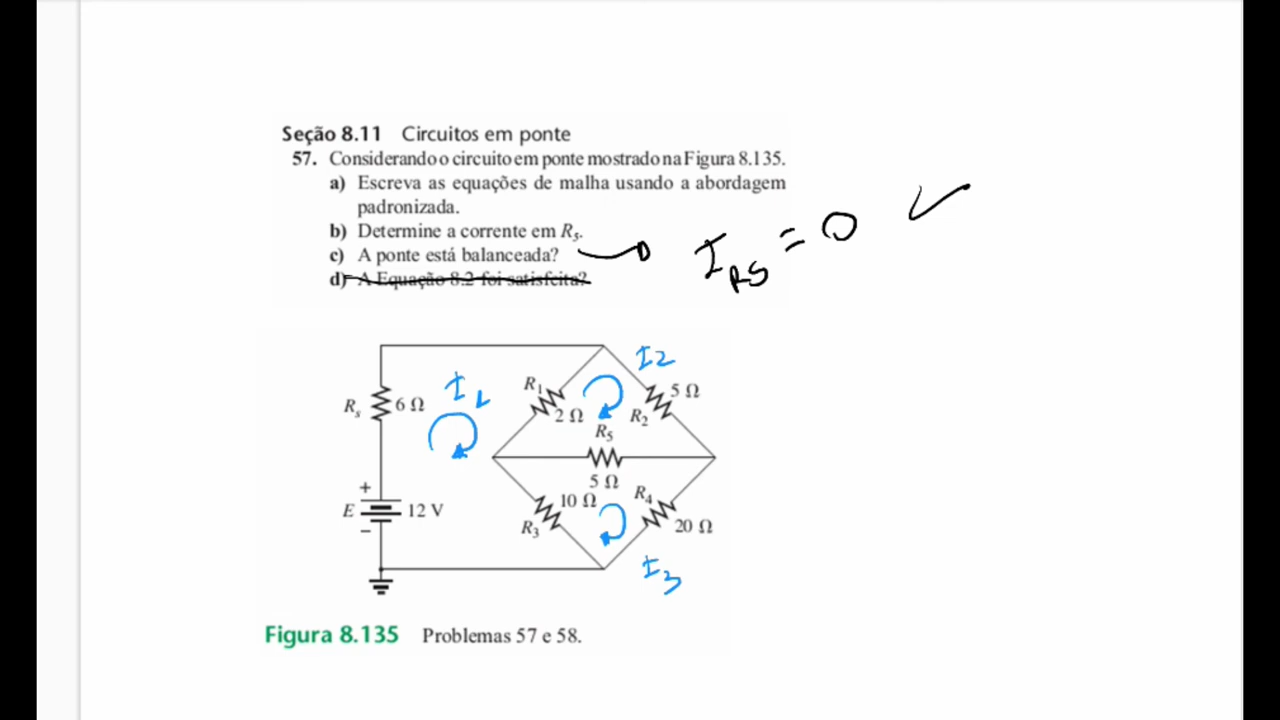 Seção 8.11 Circuitos em ponte
57. Considerando o circuito em ponte mostrado na Figura 8.135.
a) Escreva as equações de malha usando a abordagem
padronizada.
b) Determine a corrente em R5.
c) A ponte está balanceada?
d) A Equação 8.2 foi satisfeita?
IR5 = 0
I2
I1
R1
5 Ω
Rs 6 Ω
2 Ω R2
R5
5 Ω
+
10 Ω R4
E 12 V
R3 20 Ω
−
I3
Figura 8.135 Problemas 57 e 58.